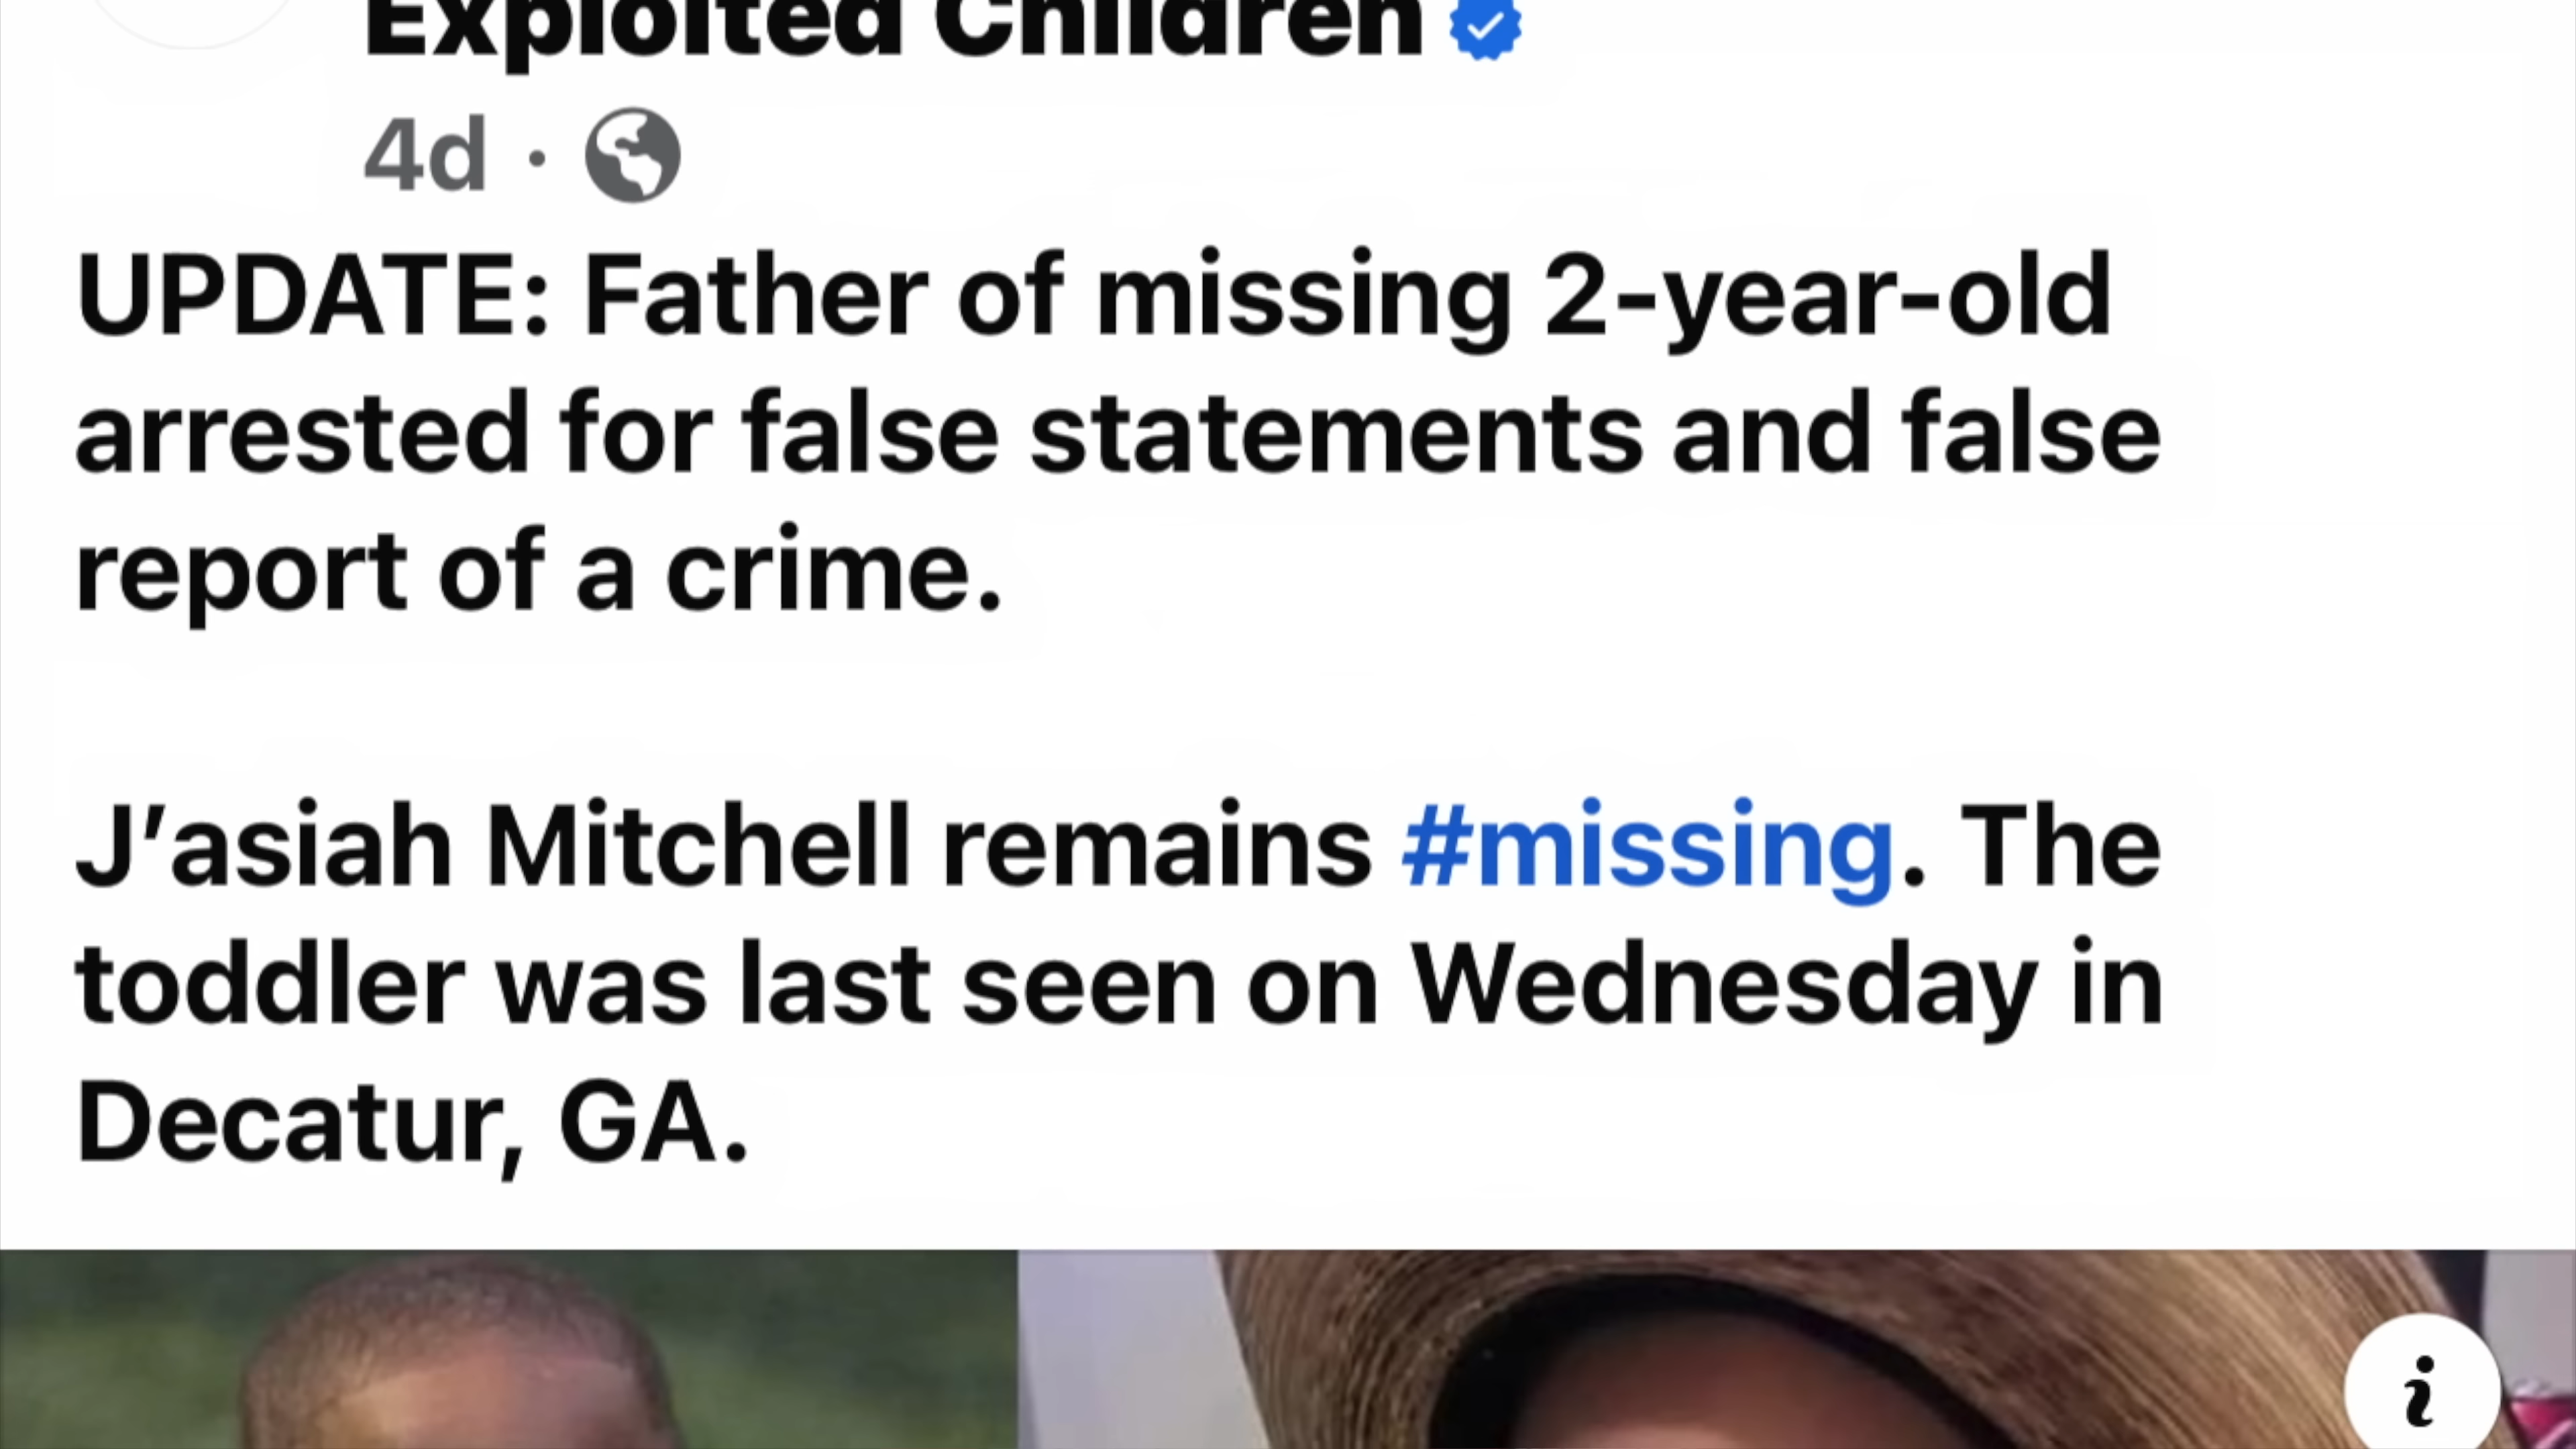 Exploited Children
4d ·
UPDATE: Father of missing 2-year-old
arrested for false statements and false
report of a crime.
J’asiah Mitchell remains #missing. The
toddler was last seen on Wednesday in
Decatur, GA.
i